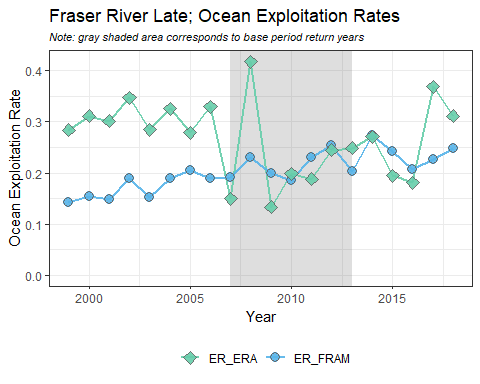 Fraser River Late; Ocean Exploitation Rates
Note: gray shaded area corresponds to base period return years
Ocean Exploitation Rate
0.4
0.3
0.2
0.1
0.0
2000 2005 2010 2015
Year
ER_ERA ER_FRAM